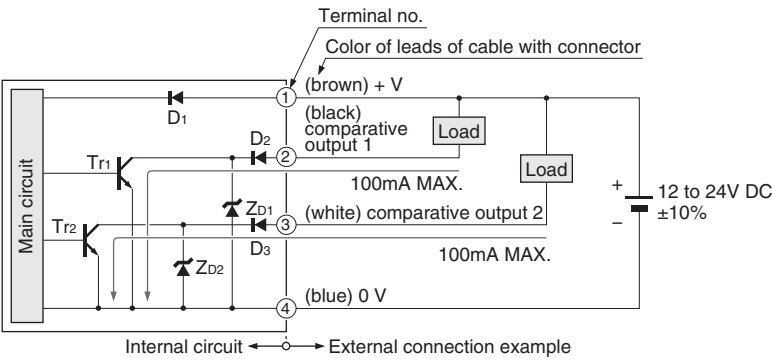 Terminal no.
Color of leads of cable with connector
(brown) + V
1
D1
(black)
comparative
output 1
Load
D2
2
Tr1
100mA MAX.
Load
+
12 to 24V DC
±10%
−
ZD1
3
(white) comparative output 2
Tr2
D3
100mA MAX.
ZD2
Main circuit
4
(blue) 0 V
Internal circuit
External connection example